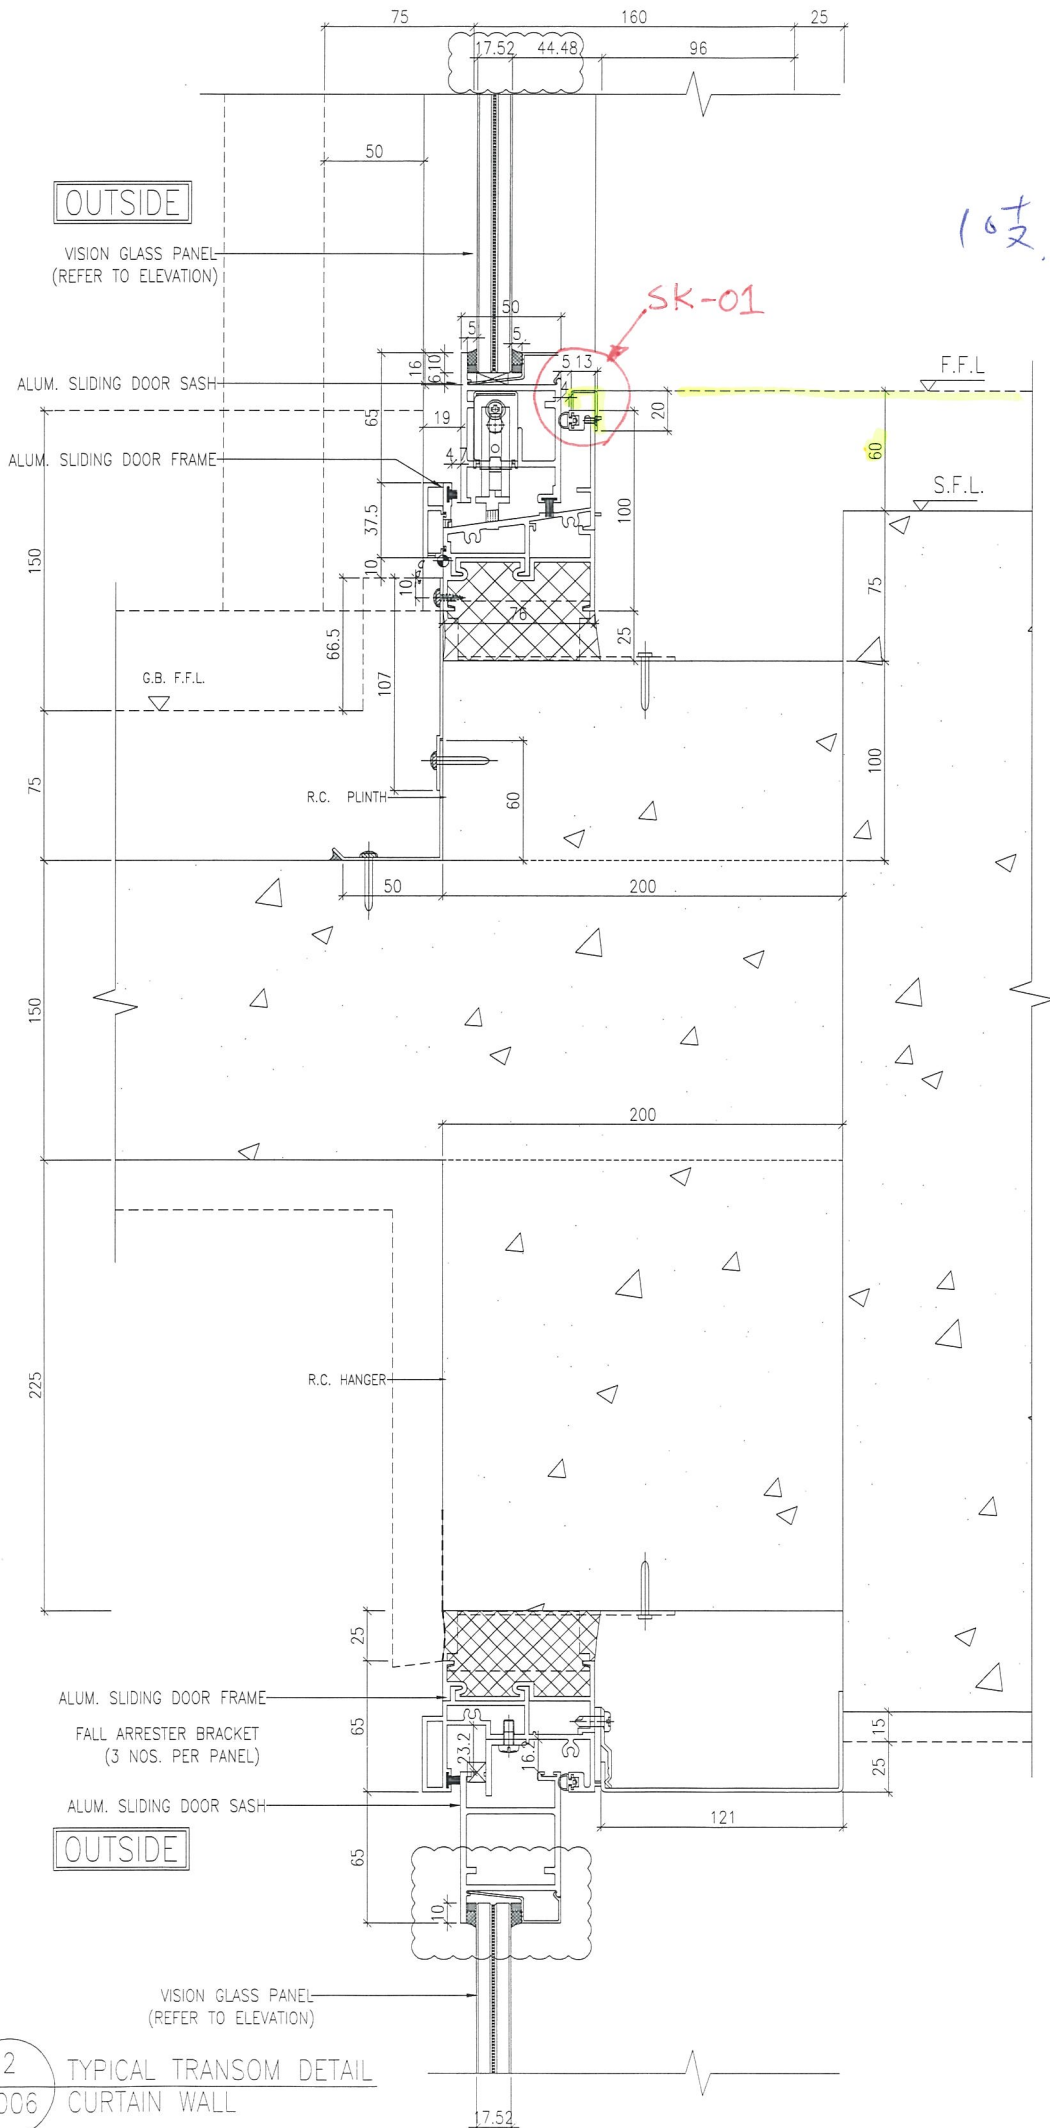 75
160
25
17.52
44.48
96
50
OUTSIDE
10支
VISION GLASS PANEL
(REFER TO ELEVATION)
SK-01
50
5
5
16
10
6
5
13
4
F.F.L
ALUM. SLIDING DOOR SASH
65
19
20
60
ALUM. SLIDING DOOR FRAME
4
7
S.F.L.
37.5
100
150
10
10
75
66.5
107
76
25
G.B. F.F.L.
75
R.C. PLINTH
60
100
50
200
150
200
R.C. HANGER
225
25
ALUM. SLIDING DOOR FRAME
FALL ARRESTER BRACKET
(3 NOS. PER PANEL)
65
23.2
16.2
15
25
ALUM. SLIDING DOOR SASH
121
OUTSIDE
65
10
VISION GLASS PANEL
(REFER TO ELEVATION)
2
006
TYPICAL TRANSOM DETAIL
CURTAIN WALL
17.52